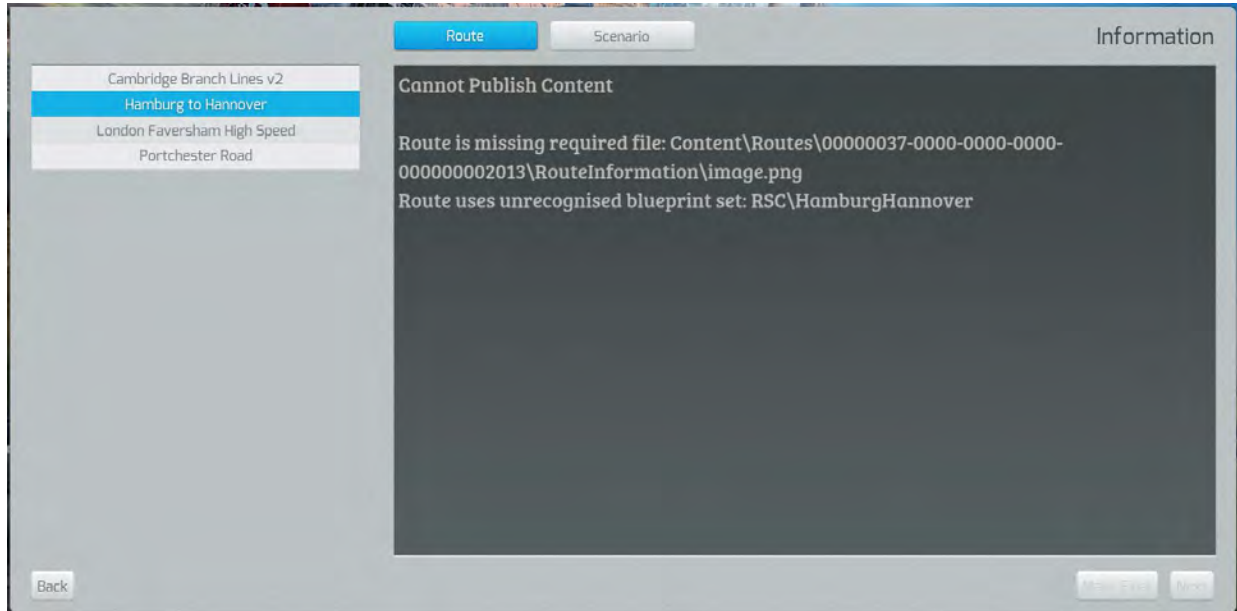 Route
Scenario
Information
Cambridge Branch Lines v2
Hamburg to Hannover
London Faversham High Speed
Portchester Road
Cannot Publish Content
Route is missing required file: Content\Routes\00000037-0000-0000-0000-
000000002013\RouteInformation\image.png
Route uses unrecognised blueprint set: RSC\HamburgHannover
Back
Next